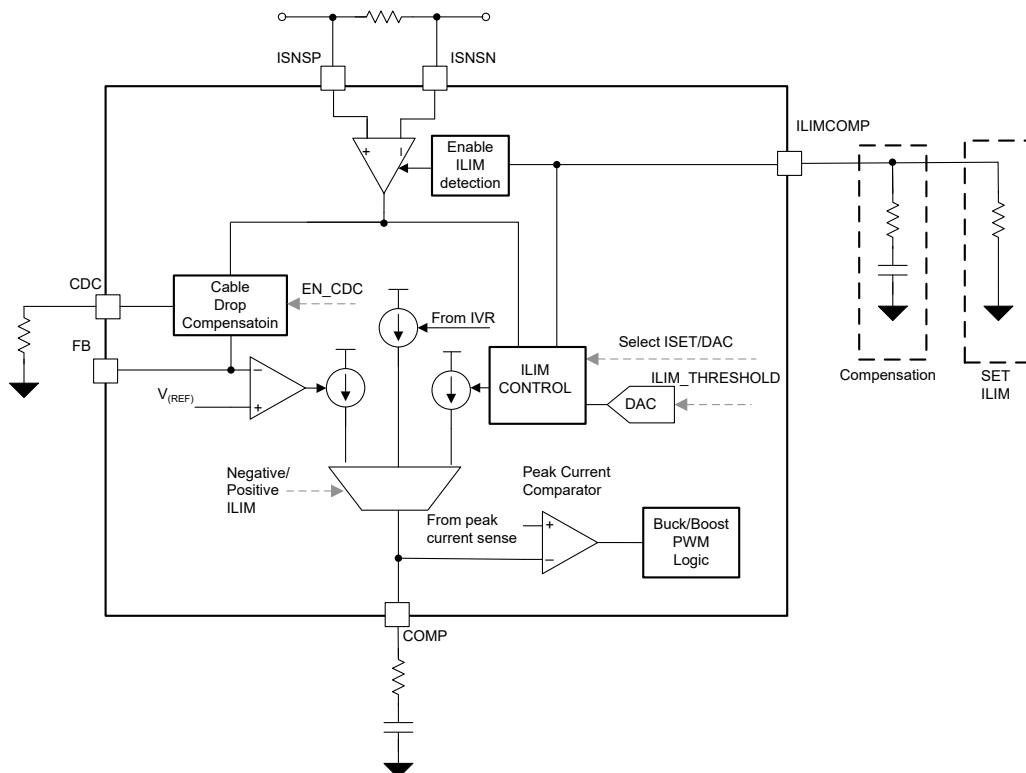 ISNSP
ISNSN
ILIMCOMP
+
−
Enable
ILIM
detection
CDC
Cable
Drop
Compensatoin
EN_CDC
From IVR
FB
Select ISET/DAC
ILIM
CONTROL
ILIM_THRESHOLD
DAC
Compensation
SET
ILIM
−
V(REF)
+
Negative/
Positive
ILIM
Peak Current
Comparator
From peak
current sense
+
−
Buck/Boost
PWM
Logic
COMP